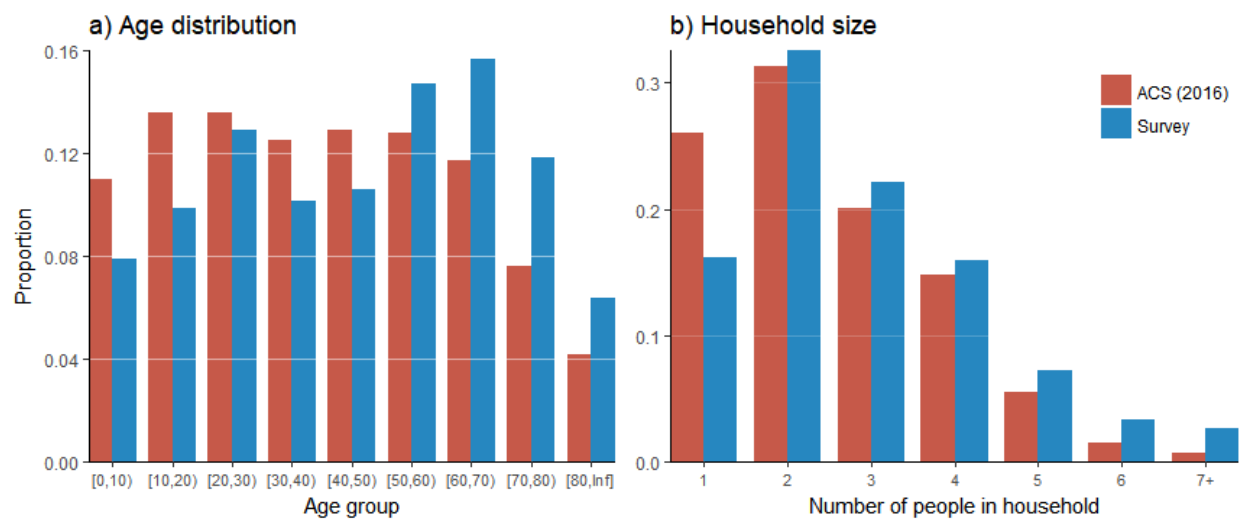 a) Age distribution
0.16
0.12
0.08
0.04
0.00
Proportion
[0,10) [10,20) [20,30) [30,40) [40,50) [50,60) [60,70) [70,80) [80,Inf]
Age group
b) Household size
0.3
0.2
0.1
0.0
ACS (2016)
Survey
1 2 3 4 5 6 7+
Number of people in household